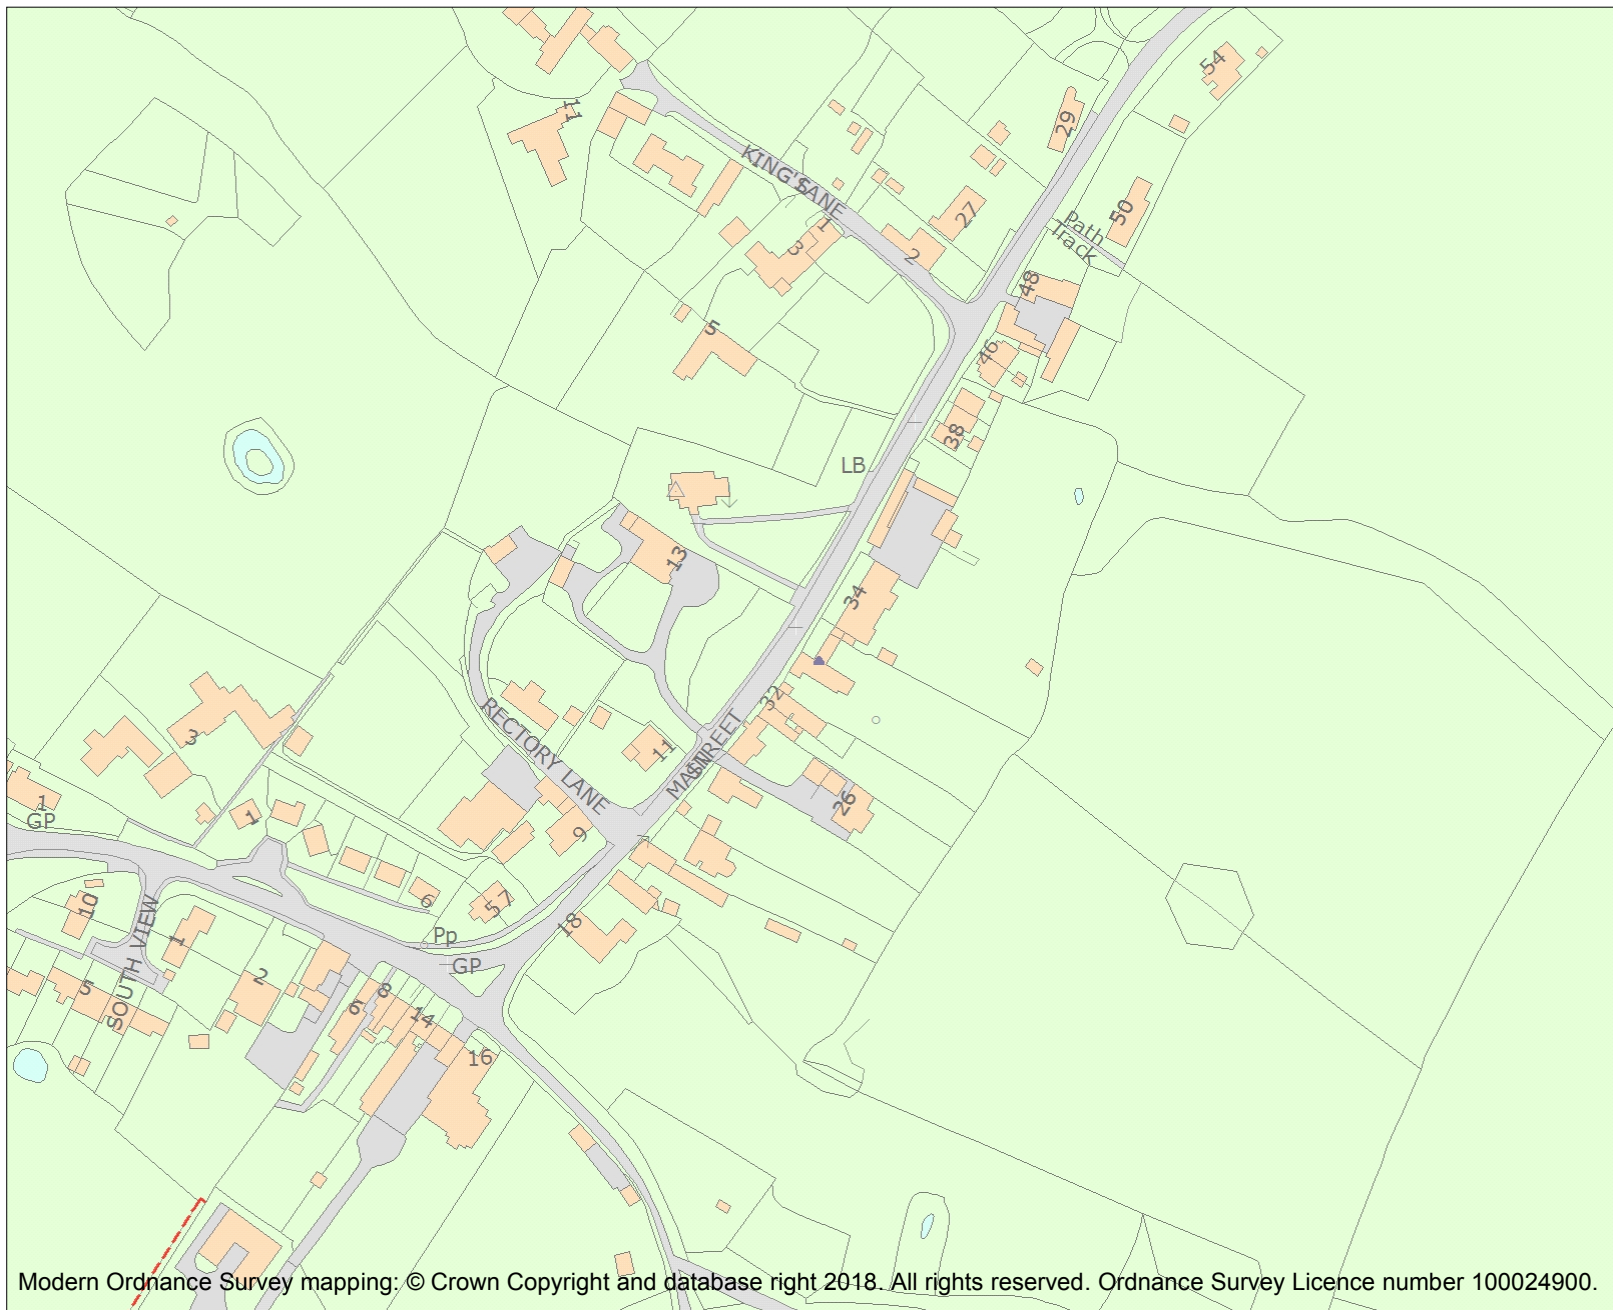 54
11
29
KING'S
LANE
27
50
Path
Track
1
3
2
48
5
46
38
LB
13
34
32
RECTORY LANE
3
11
MAIN
STREET
26
1
GP
1
9
6
57
10
18
Pp
GP
SOUTH VIEW
1
2
5
6
8
14
16
Modern Ordnance Survey mapping: © Crown Copyright and database right 2018. All rights reserved. Ordnance Survey Licence number 100024900.